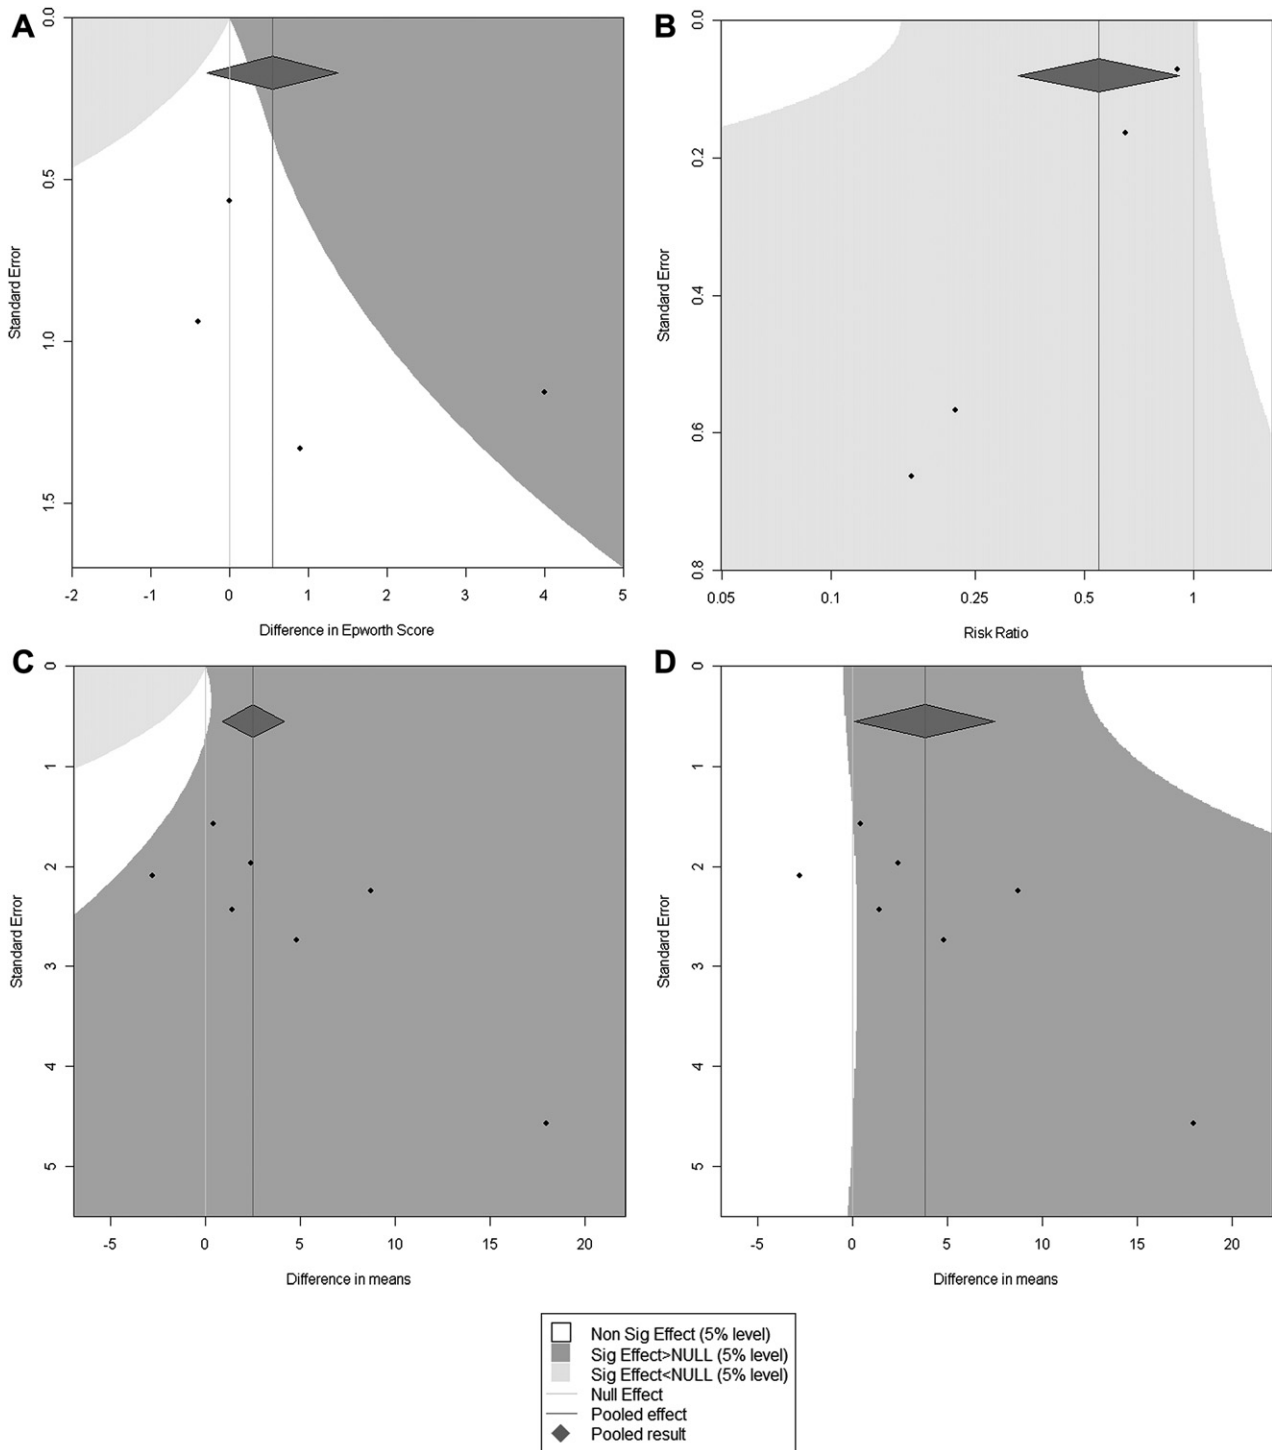 A
B
0.0
0.5
1.0
1.5
Standard Error
-2
-1
0
1
2
3
4
5
Difference in Epworth Score
0.0
0.2
0.4
0.6
0.8
Standard Error
0.05
0.1
0.25
0.5
1
Risk Ratio
C
D
0
1
2
3
4
5
Standard Error
-5
0
5
10
15
20
Difference in means
0
1
2
3
4
5
Standard Error
-5
0
5
10
15
20
Difference in means
Non Sig Effect (5% level)
Sig Effect>NULL (5% level)
Sig Effect<NULL (5% level)
Null Effect
Pooled effect
Pooled result